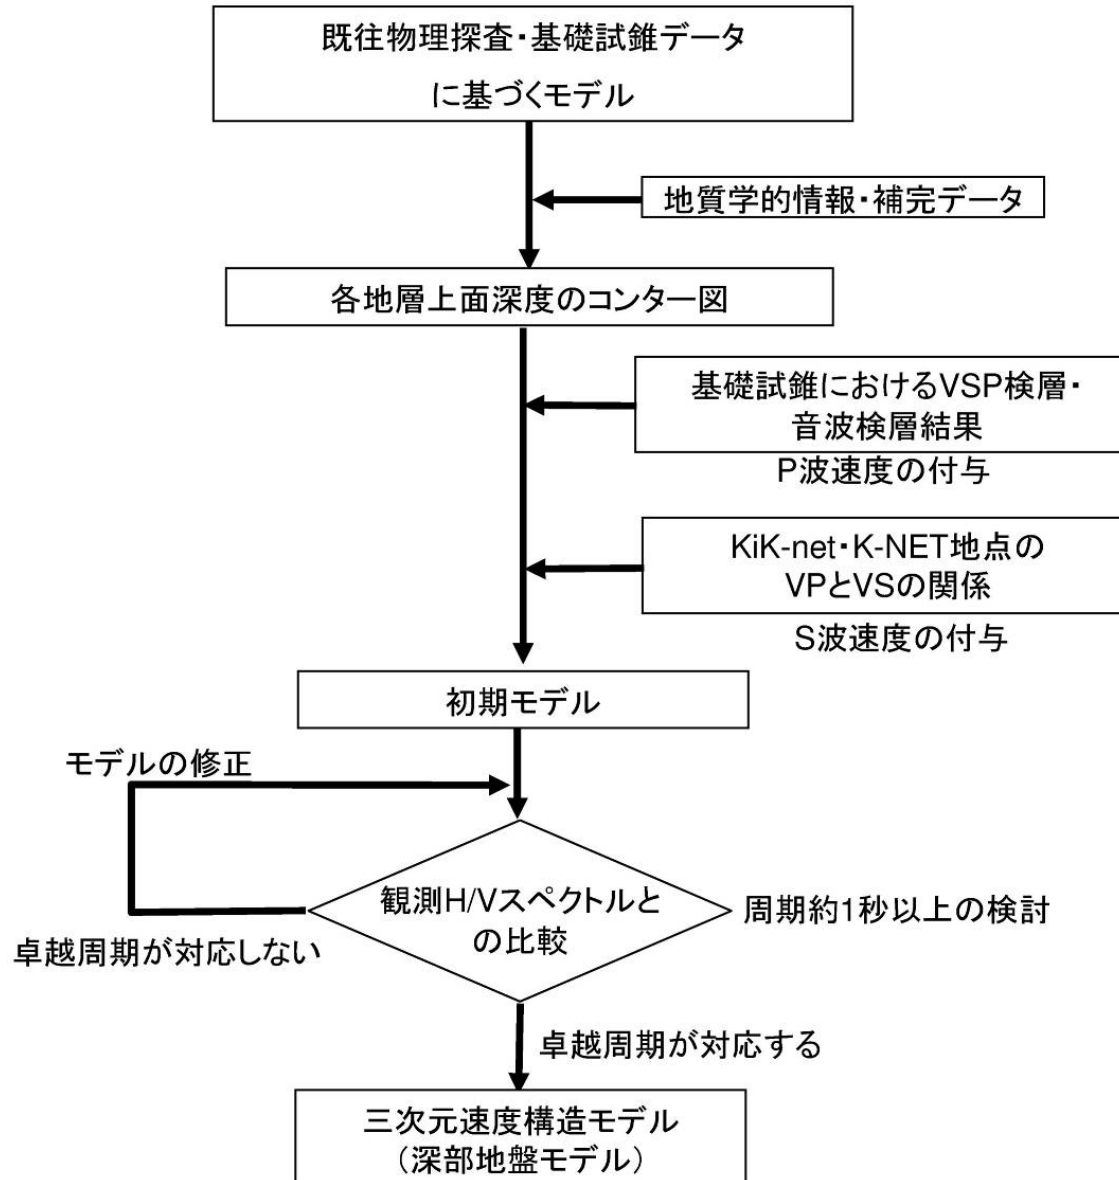 既往物理探査・基礎試錐データ
に基づくモデル
地質学的情報・補完データ
各地層上面深度のコンター図
基礎試錐におけるVSP検層・
音波検層結果
P波速度の付与
KiK-net・K-NET地点の
VPとVSの関係
S波速度の付与
初期モデル
モデルの修正
観測H/Vスペクトルと
の比較
周期約1秒以上の検討
卓越周期が対応しない
卓越周期が対応する
三次元速度構造モデル
（深部地盤モデル）